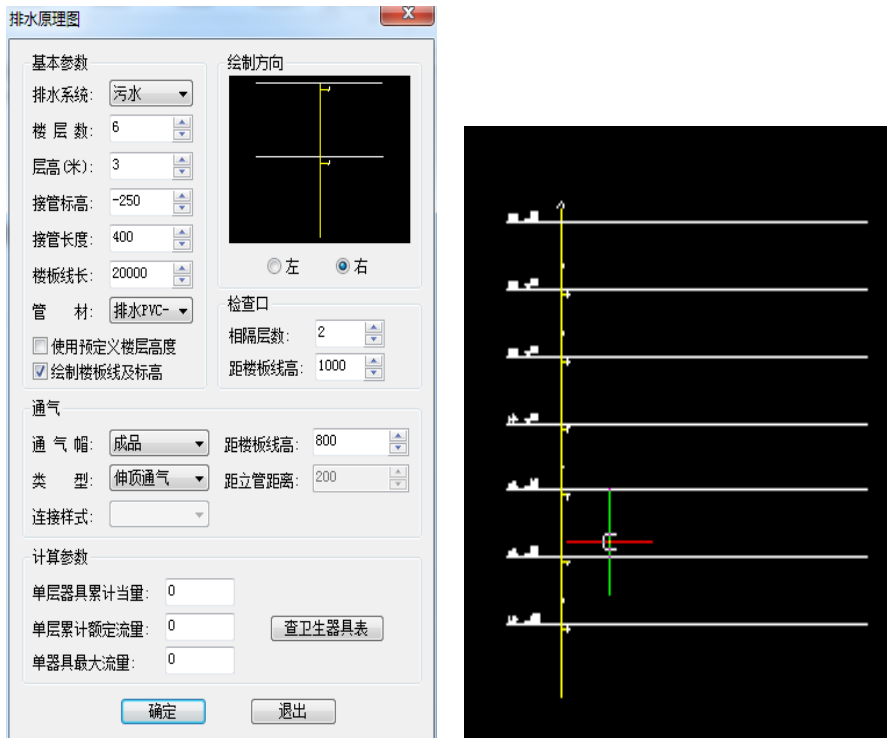 排水原理图
基本参数
排水系统: 污水
楼 层 数: 6
层高(米): 3
接管标高: -250
接管长度: 400
楼板线长: 20000
管 材: 排水PVC-
使用预定义楼层高度
绘制楼板线及标高
绘制方向
左 右
检查口
相隔层数: 2
距楼板线高: 1000
通气
通 气 帽: 成品 距楼板线高: 800
类 型: 伸顶通气 距立管距离: 200
连接样式:
计算参数
单层器具累计当量: 0
单层累计额定流量: 0
单器具最大流量: 0
查卫生器具表
确定 退出